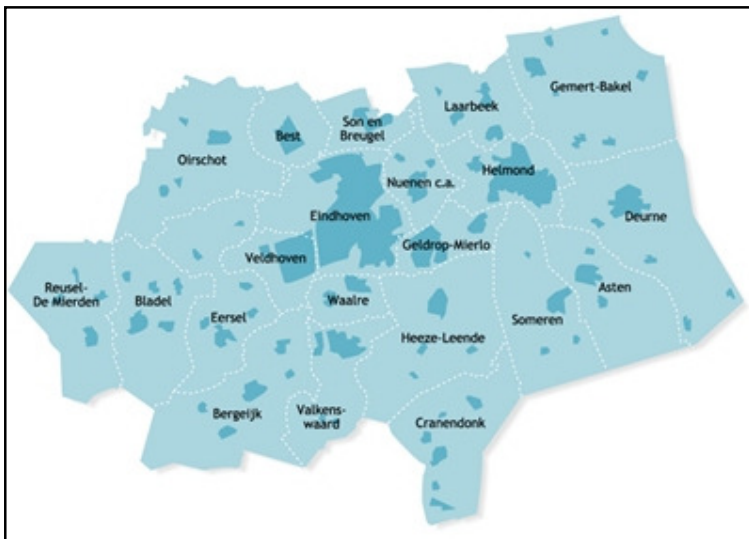 Gemert-Bakel
Laarbeek
Son en
Breugel
Best
Oirschot
Helmond
Nuenen c.a.
Eindhoven
Deurne
Geldrop-Mierlo
Veldhoven
Reusel-
De Mierden
Bladel
Waalre
Asten
Eersel
Someren
Heeze-Leende
Bergeijk
Valkens-
waard
Cranendonk